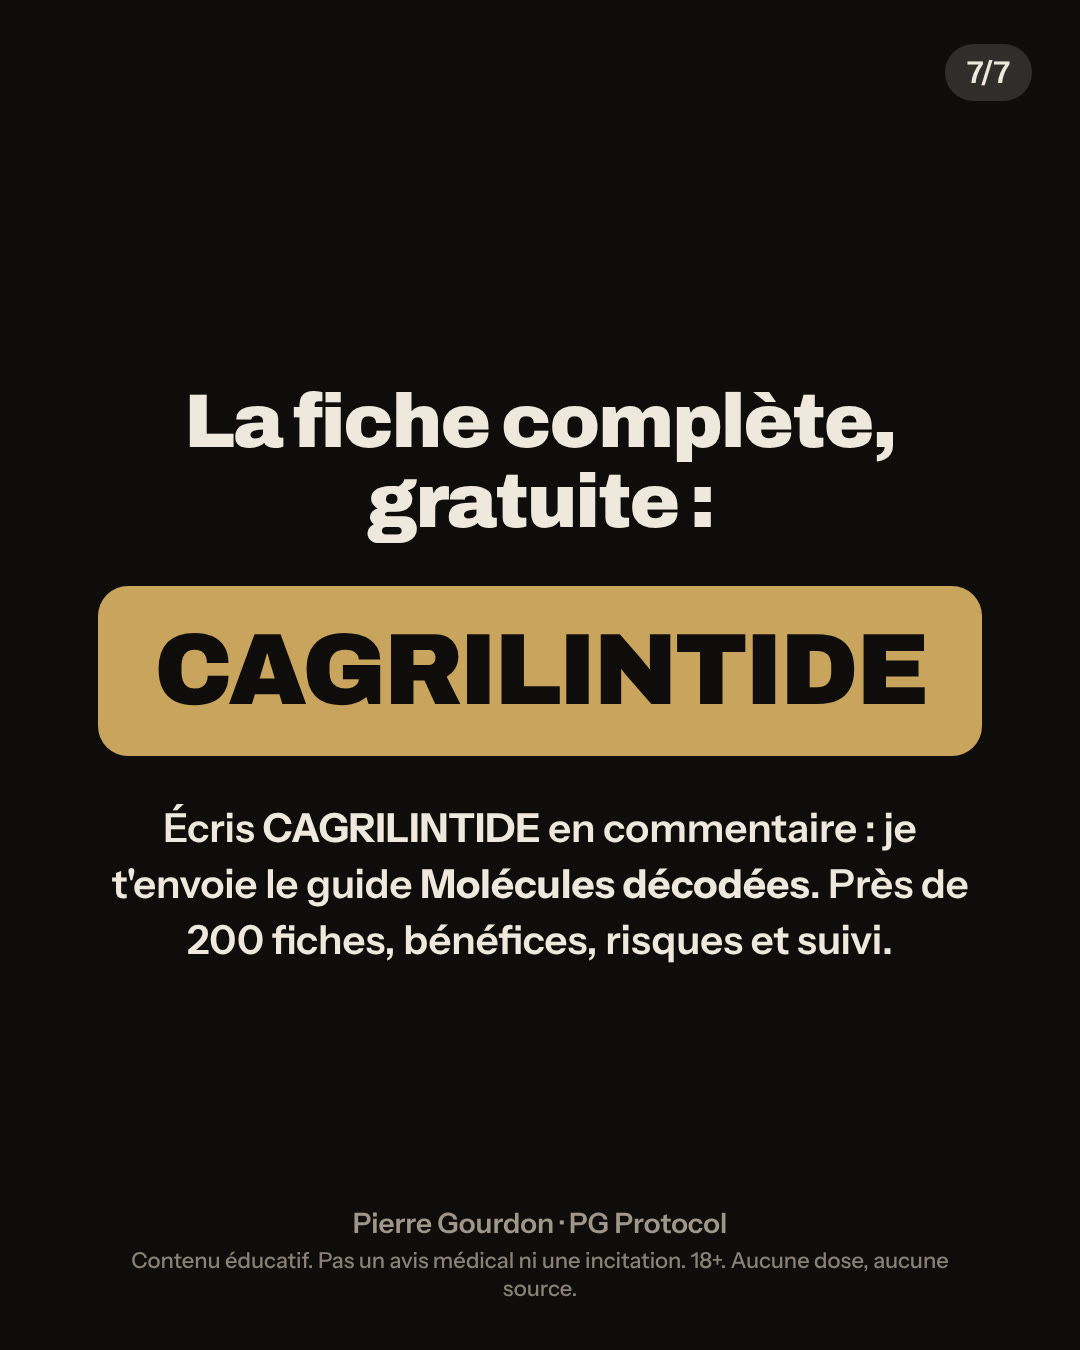 7/7
La fiche complète,
gratuite :
CAGRILINTIDE
Écris CAGRILINTIDE en commentaire : je
t'envoie le guide Molécules décodées. Près de
200 fiches, bénéfices, risques et suivi.
Pierre Gourdon · PG Protocol
Contenu éducatif. Pas un avis médical ni une incitation. 18+. Aucune dose, aucune
source.